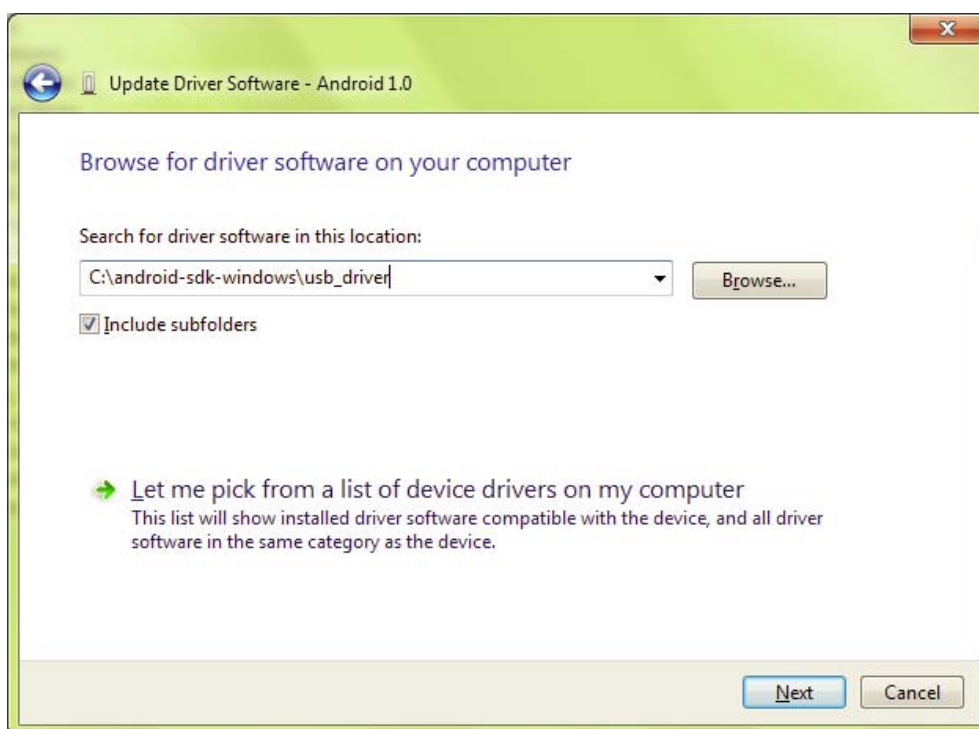 Update Driver Software - Android 1.0
Browse for driver software on your computer
Search for driver software in this location:
C:\android-sdk-windows\usb_driver
Browse...
Include subfolders
Let me pick from a list of device drivers on my computer
This list will show installed driver software compatible with the device, and all driver
software in the same category as the device.
Next
Cancel